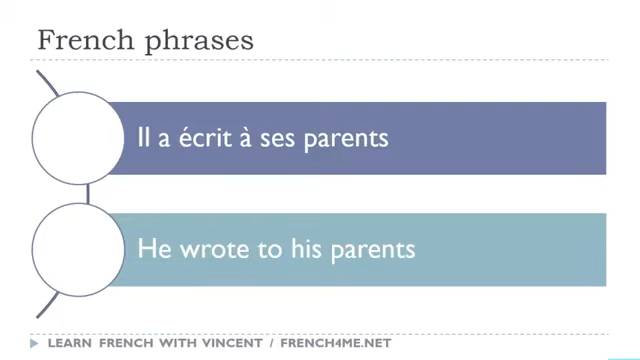 French phrases
Il a écrit à ses parents
He wrote to his parents
LEARN FRENCH WITH VINCENT / FRENCH4ME.NET